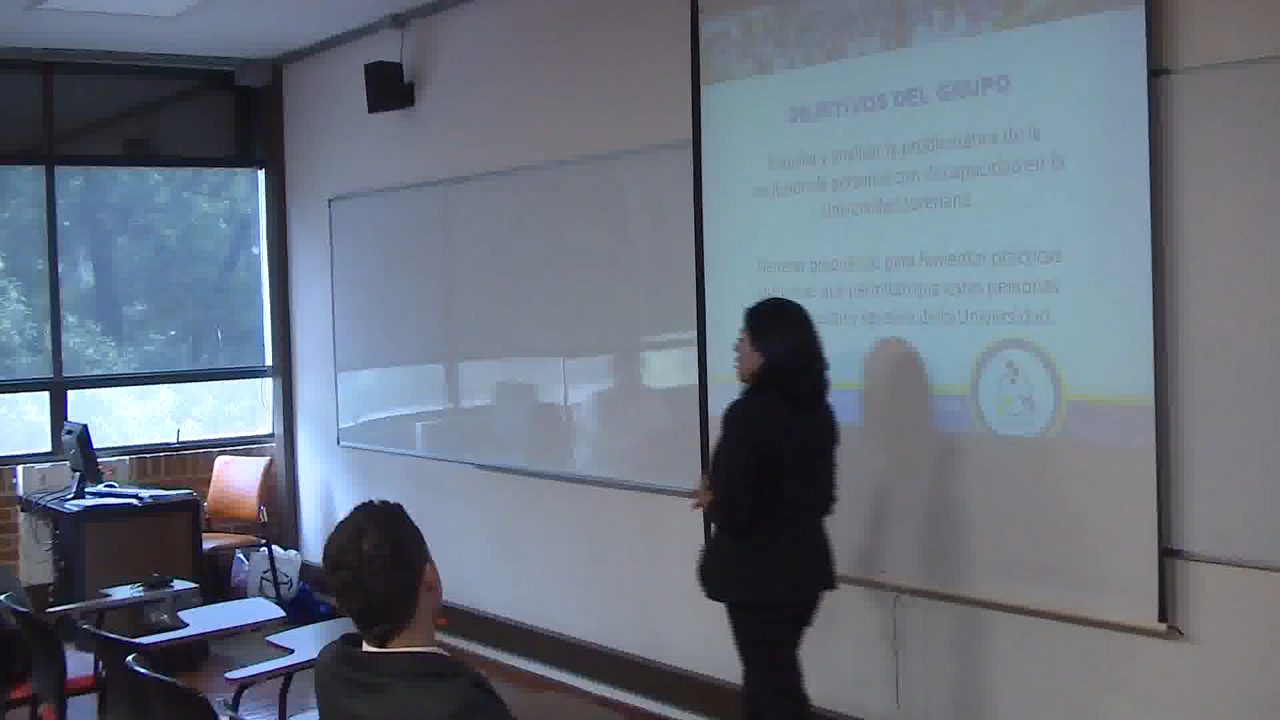 OBJETIVOS DEL GRUPO
Estudiar y analizar la problemática de la
de personas con discapacidad en la
Universidad Javeriana.
Generar propuestas para fomentar prácticas
que permitan que estas personas
de la Universidad.